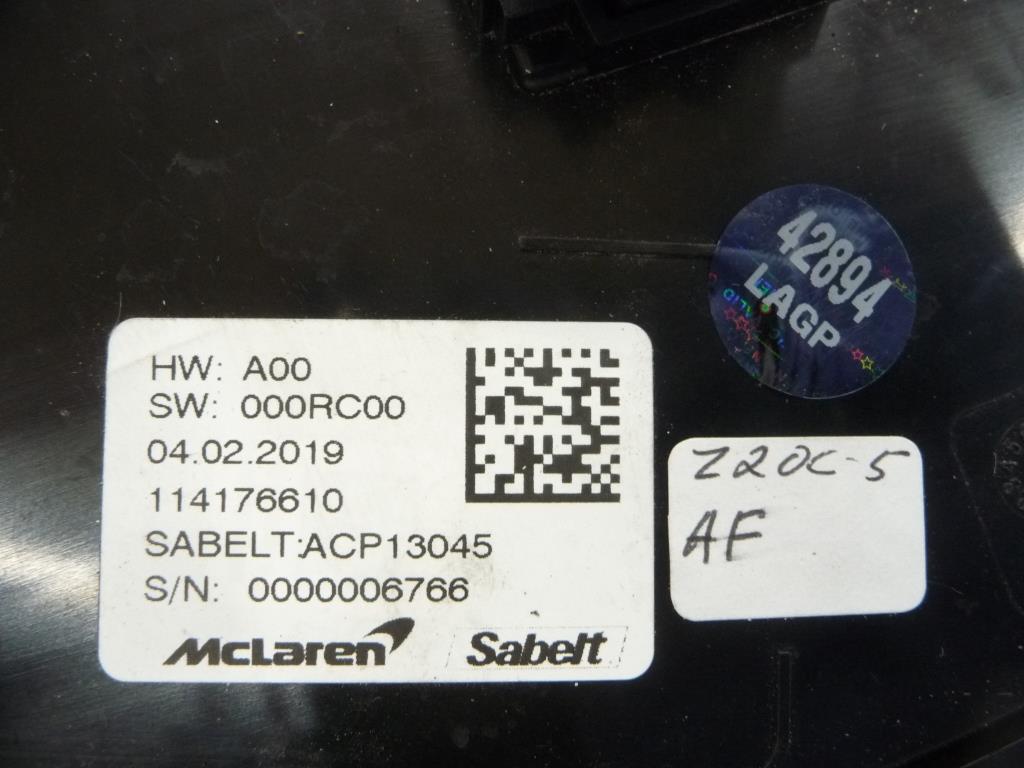 42894
LAGP
HW: A00
SW: 000RC00
04.02.2019
114176610
SABELT:ACP13045
S/N: 0000006766
McLaren
Sabelt
Z20C-5
AF